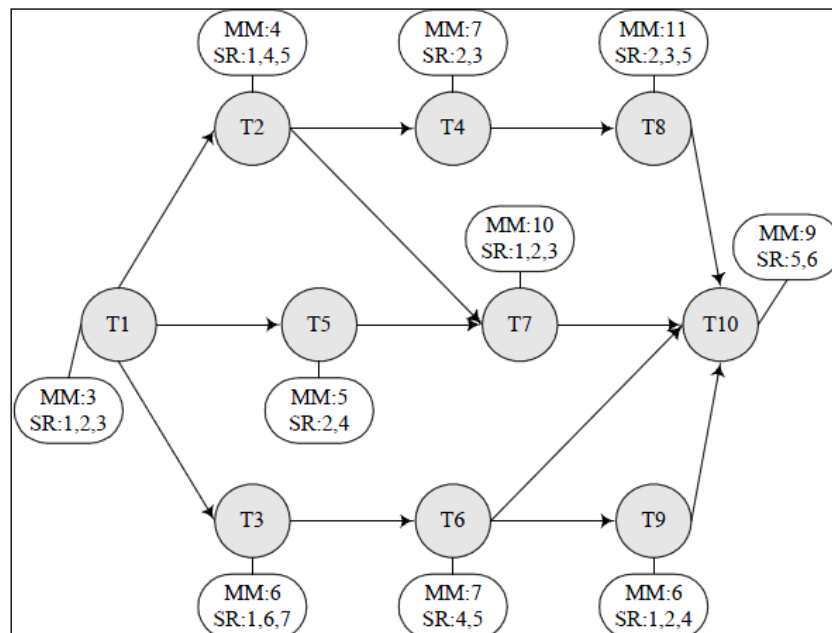 MM:4
SR:1,4,5
MM:7
SR:2,3
MM:11
SR:2,3,5
T2
T4
T8
MM:10
SR:1,2,3
MM:9
SR:5,6
T1
T5
T7
T10
MM:3
SR:1,2,3
MM:5
SR:2,4
T3
T6
T9
MM:6
SR:1,6,7
MM:7
SR:4,5
MM:6
SR:1,2,4